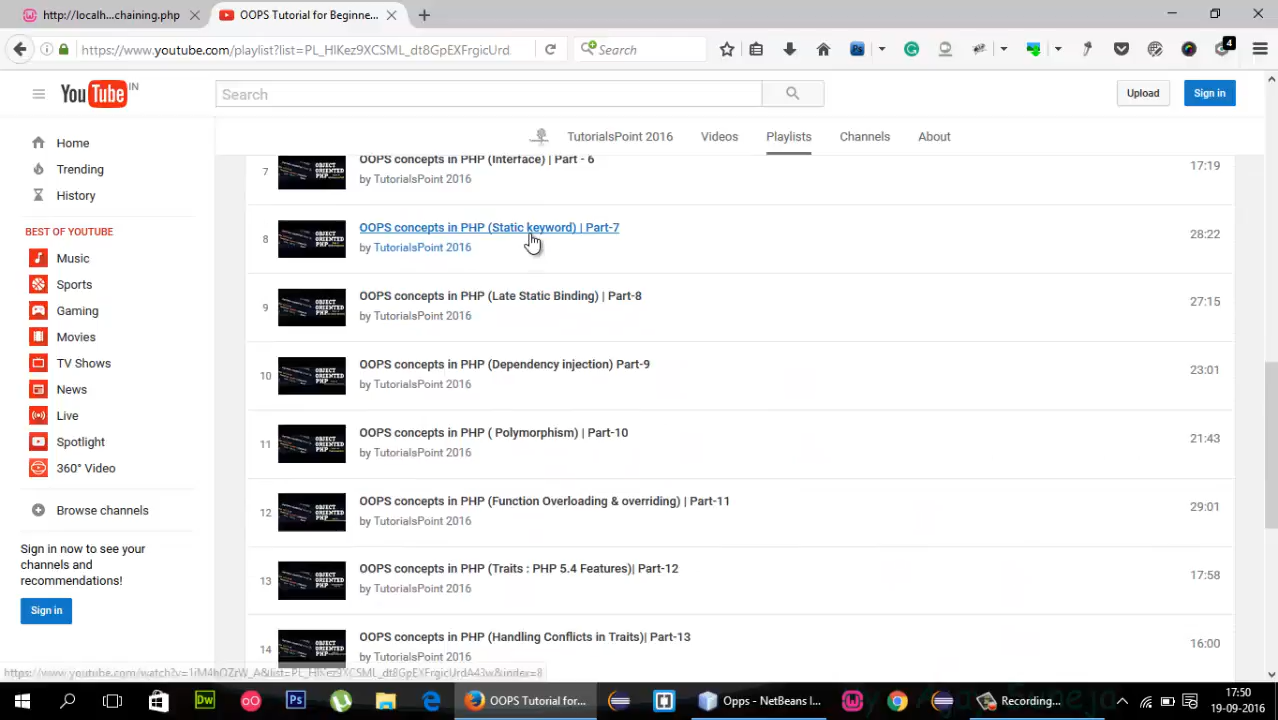 http://localh...chaining.php
OOPS Tutorial for Beginne...
https://www.youtube.com/playlist?list=PL_HlKez9XCSML_dt8GpEXFrgicUrd
Search
4
YouTube IN
Search
Upload
Sign in
TutorialsPoint 2016
Videos
Playlists
Channels
About
Home
Trending
History
BEST OF YOUTUBE
Music
Sports
Gaming
Movies
TV Shows
News
Live
Spotlight
360° Video
Browse channels
Sign in now to see your
channels and
recommendations!
Sign in
7 OOPS concepts in PHP (Interface) | Part - 6 17:19
by TutorialsPoint 2016
8 OOPS concepts in PHP (Static keyword) | Part-7 28:22
by TutorialsPoint 2016
9 OOPS concepts in PHP (Late Static Binding) | Part-8 27:15
by TutorialsPoint 2016
10 OOPS concepts in PHP (Dependency injection) Part-9 23:01
by TutorialsPoint 2016
11 OOPS concepts in PHP ( Polymorphism) | Part-10 21:43
by TutorialsPoint 2016
12 OOPS concepts in PHP (Function Overloading & overriding) | Part-11 29:01
by TutorialsPoint 2016
13 OOPS concepts in PHP (Traits : PHP 5.4 Features)| Part-12 17:58
by TutorialsPoint 2016
14 OOPS concepts in PHP (Handling Conflicts in Traits)| Part-13 16:00
by TutorialsPoint 2016
OOPS Tutorial for...
Opps - NetBeans I...
Recording...
17:50
19-09-2016